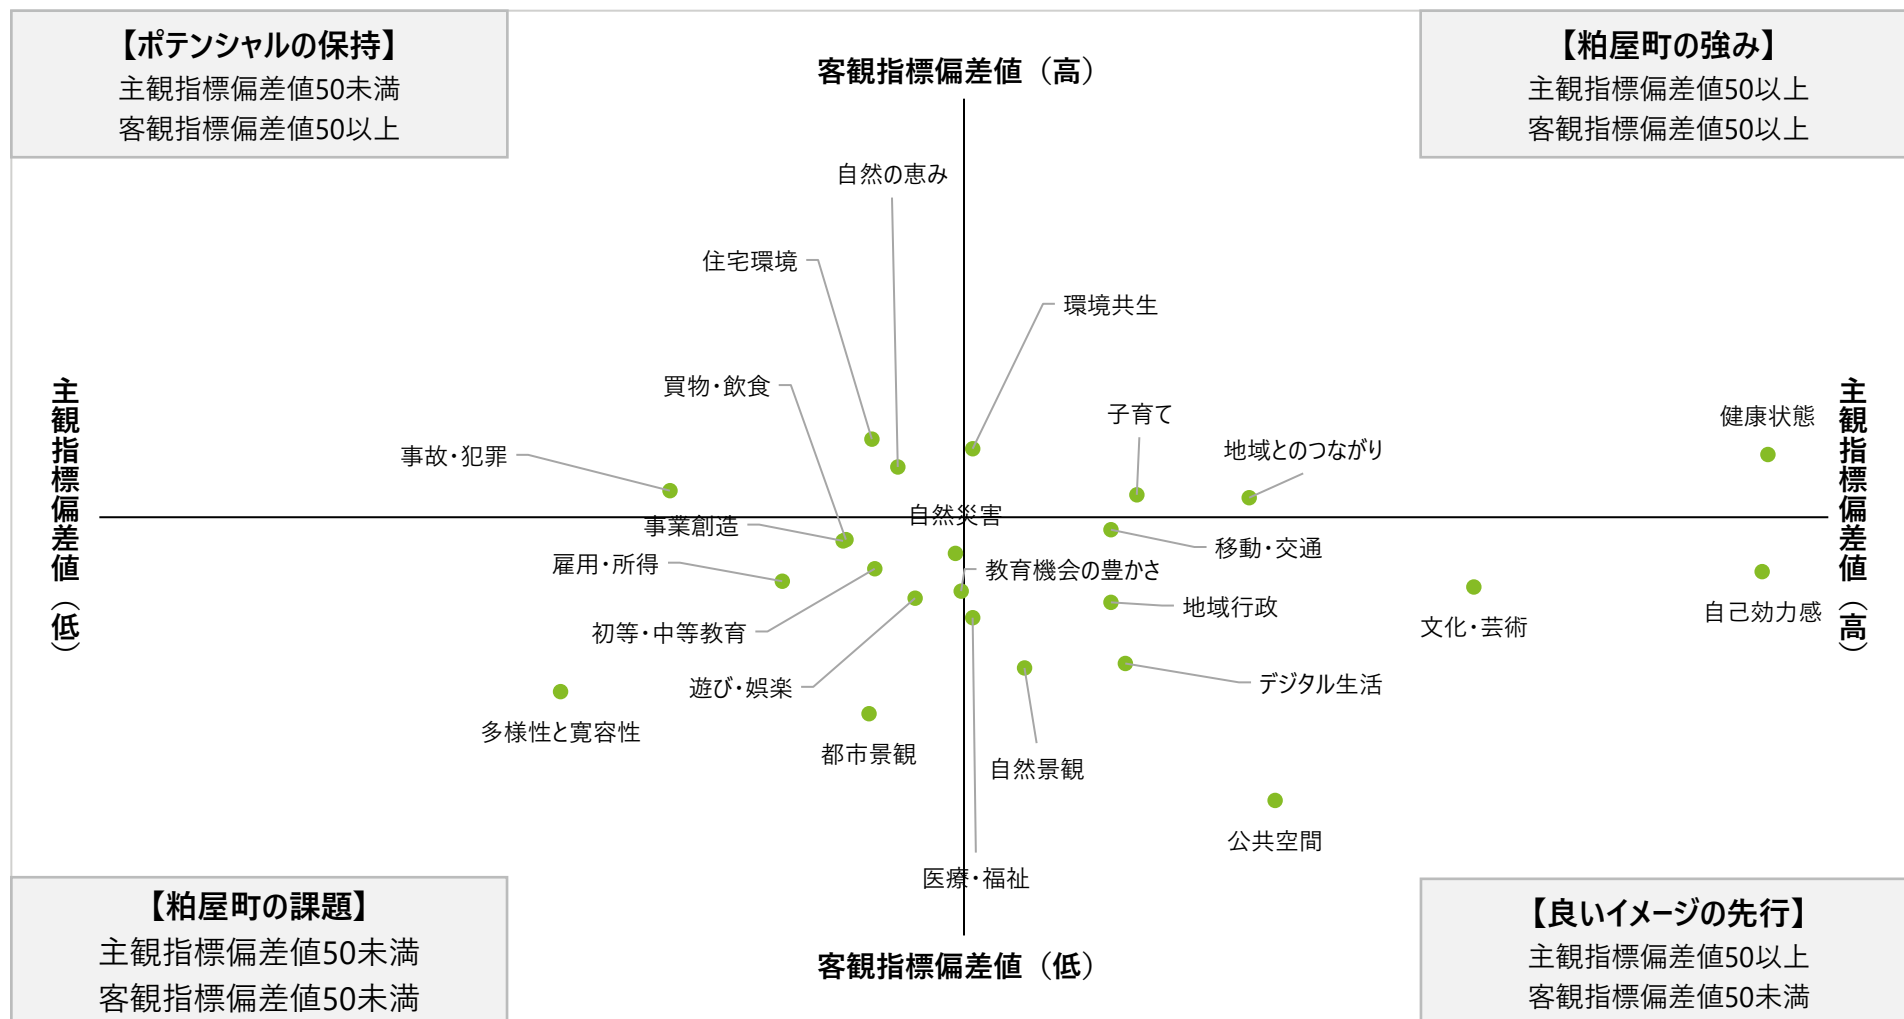 【ポテンシャルの保持】
主観指標偏差値50未満
客観指標偏差値50以上
客観指標偏差値（高）
【粕屋町の強み】
主観指標偏差値50以上
客観指標偏差値50以上
自然の恵み
住宅環境
環境共生
買物・飲食
子育て
健康状態
事故・犯罪
地域とのつながり
主観指標偏差値（低）
主観指標偏差値（高）
自然災害
事業創造
移動・交通
雇用・所得
教育機会の豊かさ
地域行政
自己効力感
文化・芸術
初等・中等教育
遊び・娯楽
デジタル生活
多様性と寛容性
都市景観
自然景観
公共空間
医療・福祉
【粕屋町の課題】
主観指標偏差値50未満
客観指標偏差値50未満
客観指標偏差値（低）
【良いイメージの先行】
主観指標偏差値50以上
客観指標偏差値50未満